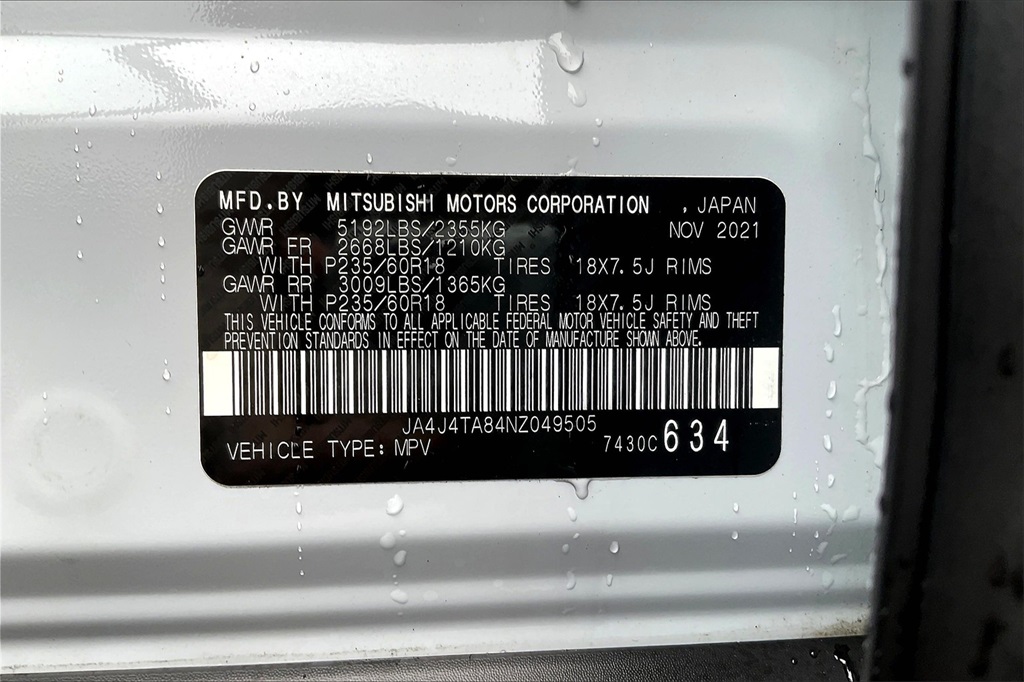 MFD.BY MITSUBISHI MOTORS CORPORATION , JAPAN
GVWR 5192LBS/2355KG NOV 2021
GAWR FR 2668LBS/1210KG
WITH P235/60R18 TIRES 18X7.5J RIMS
GAWR RR 3009LBS/1365KG
WITH P235/60R18 TIRES 18X7.5J RIMS
THIS VEHICLE CONFORMS TO ALL APPLICABLE FEDERAL MOTOR VEHICLE SAFETY AND THEFT
PREVENTION STANDARDS IN EFFECT ON THE DATE OF MANUFACTURE SHOWN ABOVE.
JA4J4TA84NZ049505
VEHICLE TYPE: MPV 7430C 634